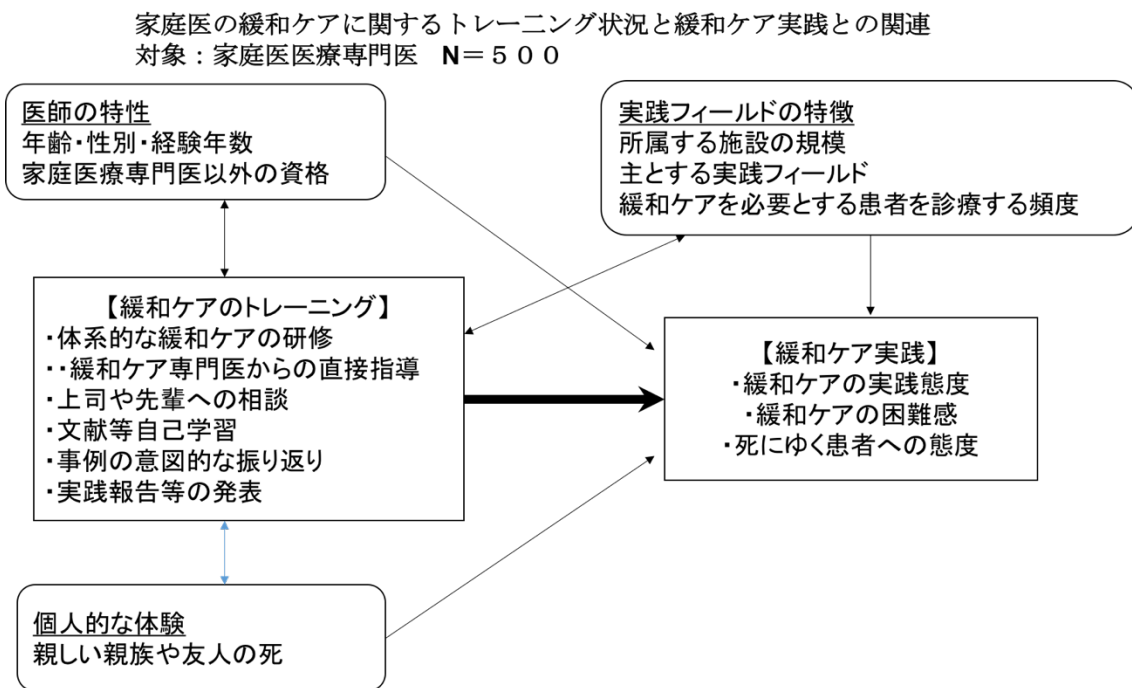 家庭医の緩和ケアに関するトレーニング状況と緩和ケア実践との関連
対象：家庭医医療専門医　N＝５００
医師の特性
年齢・性別・経験年数
家庭医療専門医以外の資格
実践フィールドの特徴
所属する施設の規模
主とする実践フィールド
緩和ケアを必要とする患者を診療する頻度
【緩和ケアのトレーニング】
・体系的な緩和ケアの研修
・・緩和ケア専門医からの直接指導
・上司や先輩への相談
・文献等自己学習
・事例の意図的な振り返り
・実践報告等の発表
【緩和ケア実践】
・緩和ケアの実践態度
・緩和ケアの困難感
・死にゆく患者への態度
個人的な体験
親しい親族や友人の死